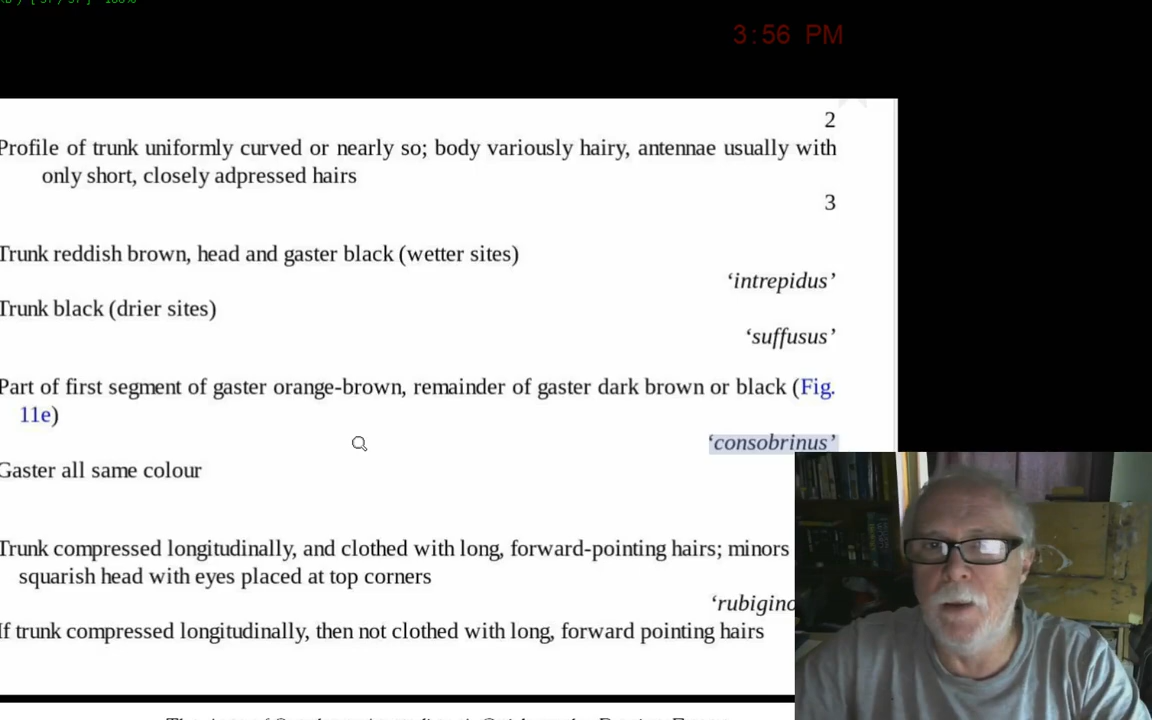 100%
3:56 PM
2
Profile of trunk uniformly curved or nearly so; body variously hairy, antennae usually with
only short, closely adpressed hairs
3
Trunk reddish brown, head and gaster black (wetter sites)
‘intrepidus’
Trunk black (drier sites)
‘suffusus’
Part of first segment of gaster orange-brown, remainder of gaster dark brown or black (Fig.
11e)
‘consobrinus’
Gaster all same colour
Trunk compressed longitudinally, and clothed with long, forward-pointing hairs; minors
squarish head with eyes placed at top corners
‘rubigino
If trunk compressed longitudinally, then not clothed with long, forward pointing hairs